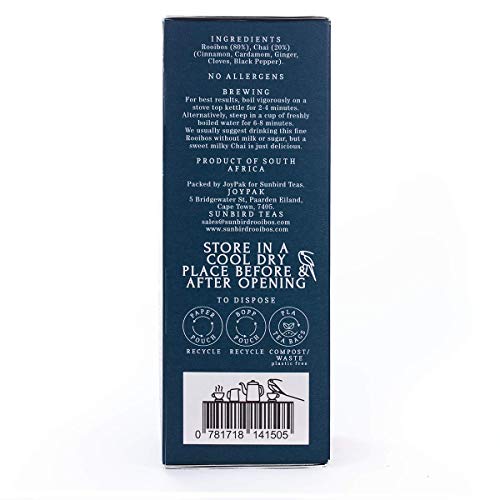 INGREDIENTS
Rooibos (80%), Chai (20%)
(Cinnamon, Cardamom, Ginger,
Cloves, Black Pepper).
NO ALLERGENS
BREWING
For best results, boil vigorously on a
stove top kettle for 2-4 minutes.
Alternatively, steep in a cup of freshly
boiled water for 6-8 minutes.
We usually suggest drinking this fine
Rooibos without milk or sugar, but a
sweet milky Chai is just delicious.
PRODUCT OF SOUTH
AFRICA
Packed by JoyPak for Sunbird Teas.
JOYPAK
5 Bridgewater St, Paarden Eiland,
Cape Town, 7405.
SUNBIRD TEAS
sales@sunbirdrooibos.com
www.sunbirdrooibos.com
STORE IN A
COOL DRY
PLACE BEFORE &
AFTER OPENING
TO DISPOSE
PAPER POUCH
BOPP POUCH
PLA TEA BAGS
RECYCLE
RECYCLE
COMPOST/
WASTE
plastic free
0 781718 141505